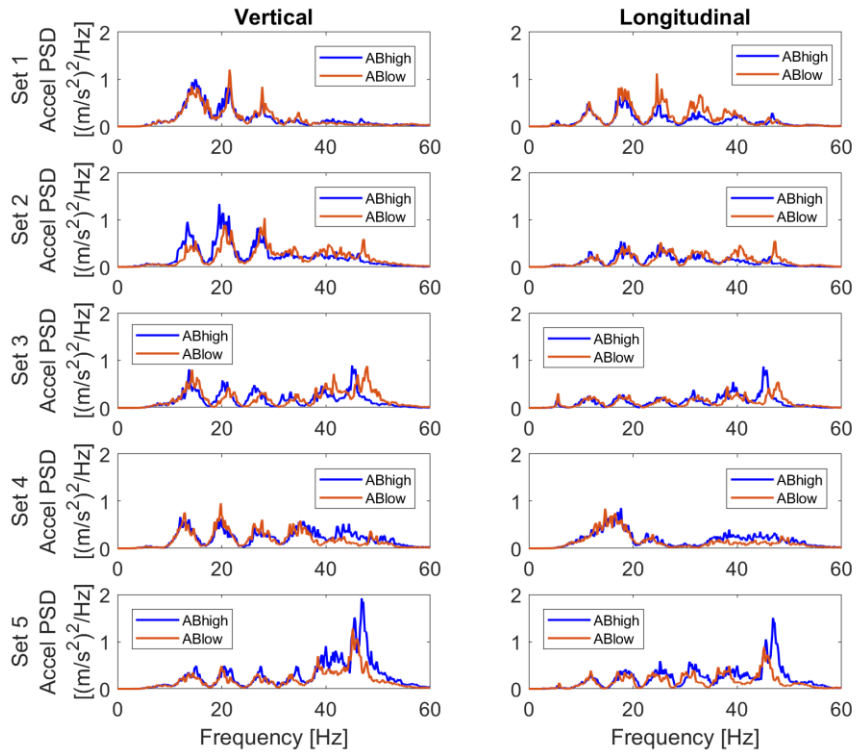 Vertical
Longitudinal
Set 1
Accel PSD
[(m/s²)²/Hz]
2
1
0
0 20 40 60
ABhigh
ABlow
0 20 40 60
2
1
0
ABhigh
ABlow
Set 2
Accel PSD
[(m/s²)²/Hz]
2
1
0
0 20 40 60
ABhigh
ABlow
0 20 40 60
2
1
0
ABhigh
ABlow
Set 3
Accel PSD
[(m/s²)²/Hz]
2
1
0
0 20 40 60
ABhigh
ABlow
0 20 40 60
2
1
0
ABhigh
ABlow
Set 4
Accel PSD
[(m/s²)²/Hz]
2
1
0
0 20 40 60
ABhigh
ABlow
0 20 40 60
2
1
0
ABhigh
ABlow
Set 5
Accel PSD
[(m/s²)²/Hz]
2
1
0
0 20 40 60
ABhigh
ABlow
Frequency [Hz]
2
1
0
0 20 40 60
ABhigh
ABlow
Frequency [Hz]